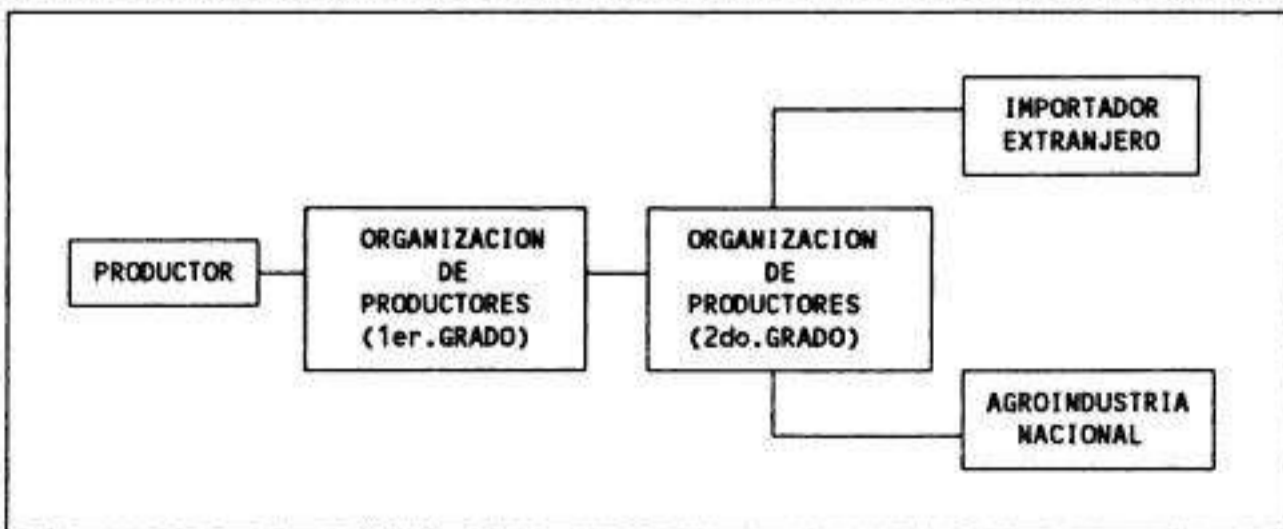 PRODUCTOR
ORGANIZACION
DE
PRODUCTORES
(1er.GRADO)
ORGANIZACION
DE
PRODUCTORES
(2do.GRADO)
IMPORTADOR
EXTRANJERO
AGROINDUSTRIA
NACIONAL